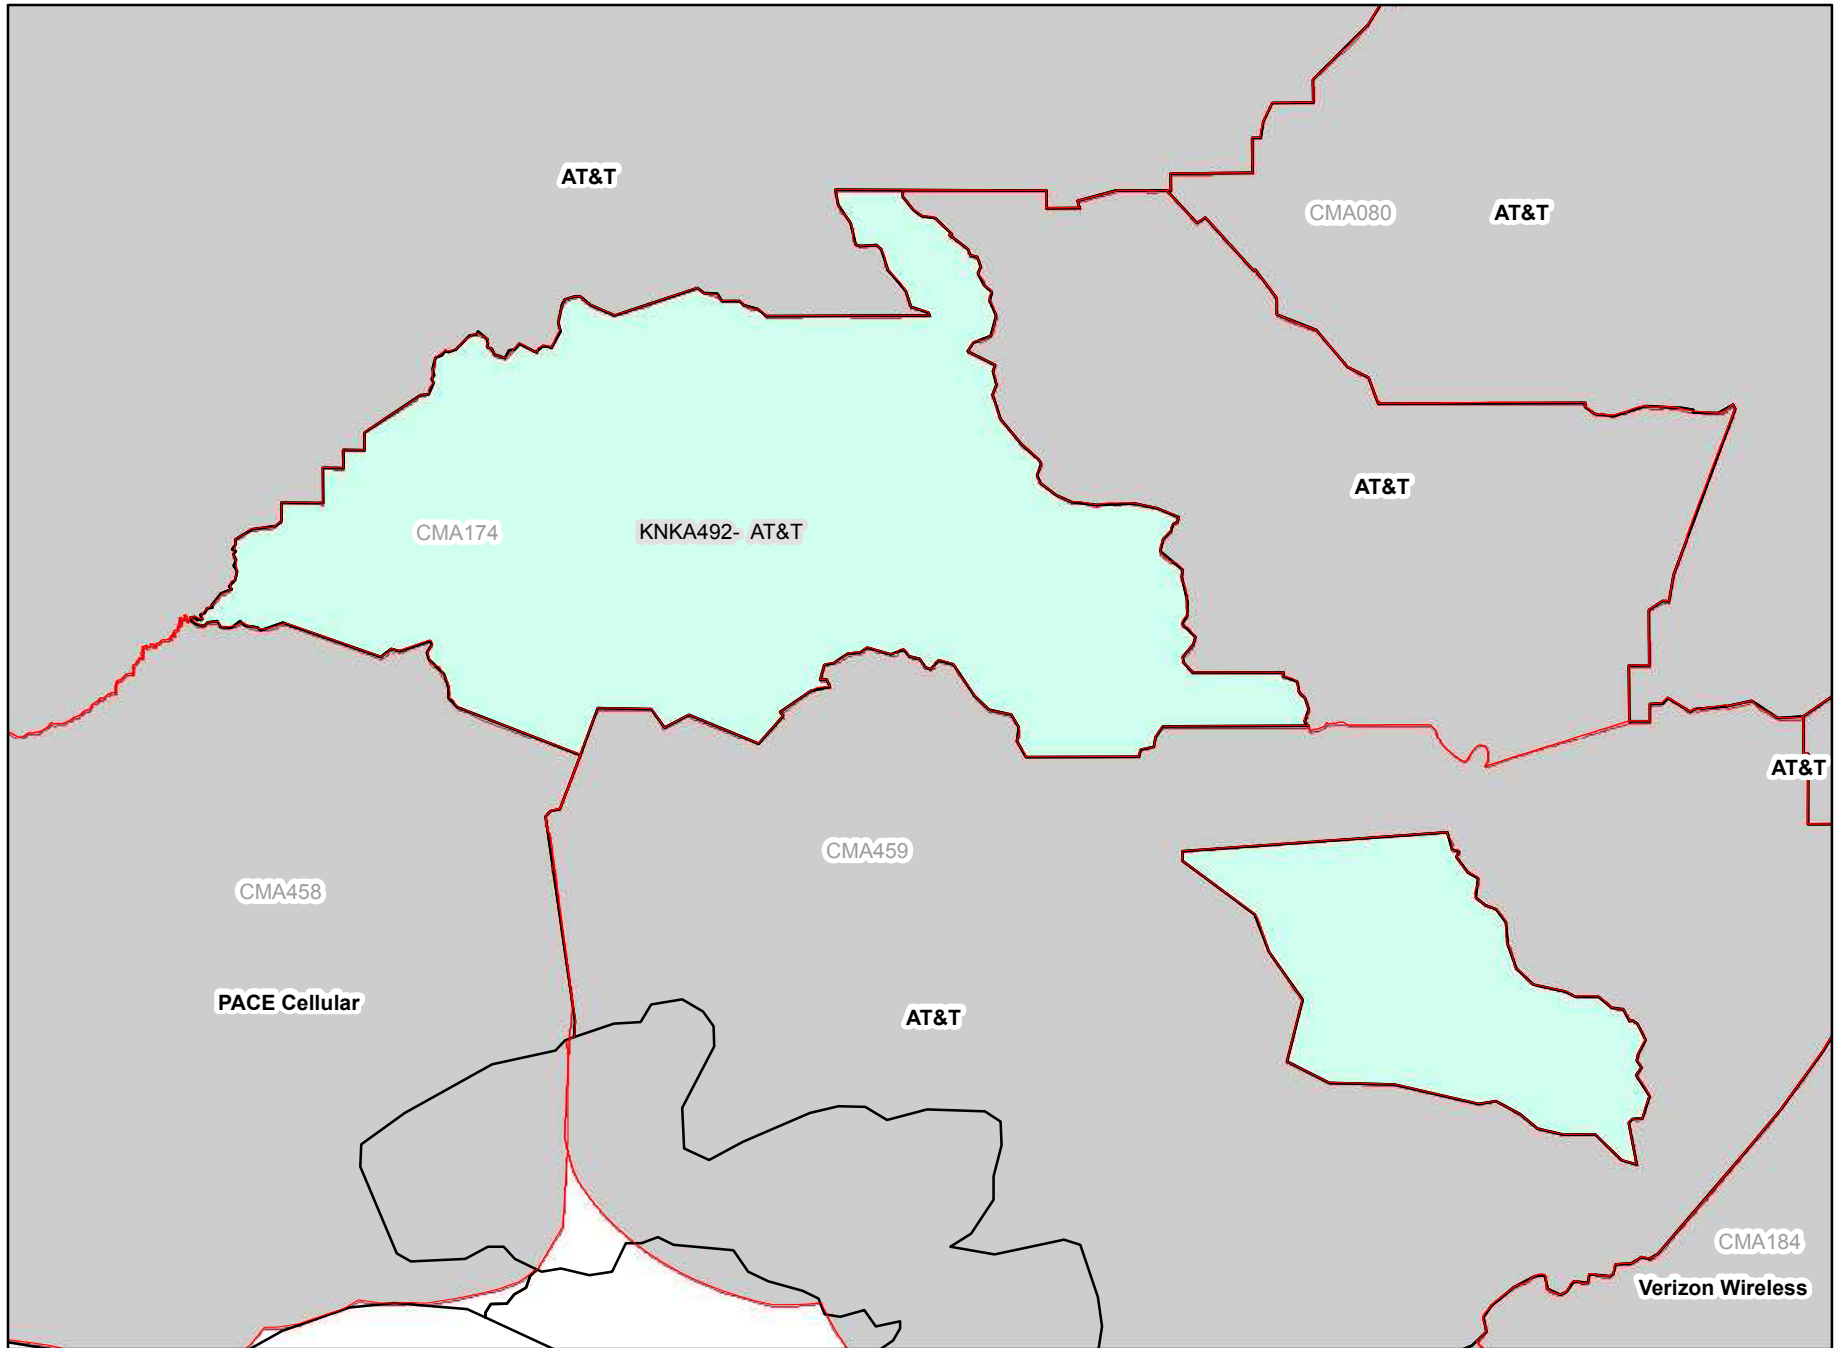 AT&T
CMA080
AT&T
AT&T
CMA174
KNKA492- AT&T
AT&T
CMA459
CMA458
PACE Cellular
AT&T
CMA184
Verizon Wireless